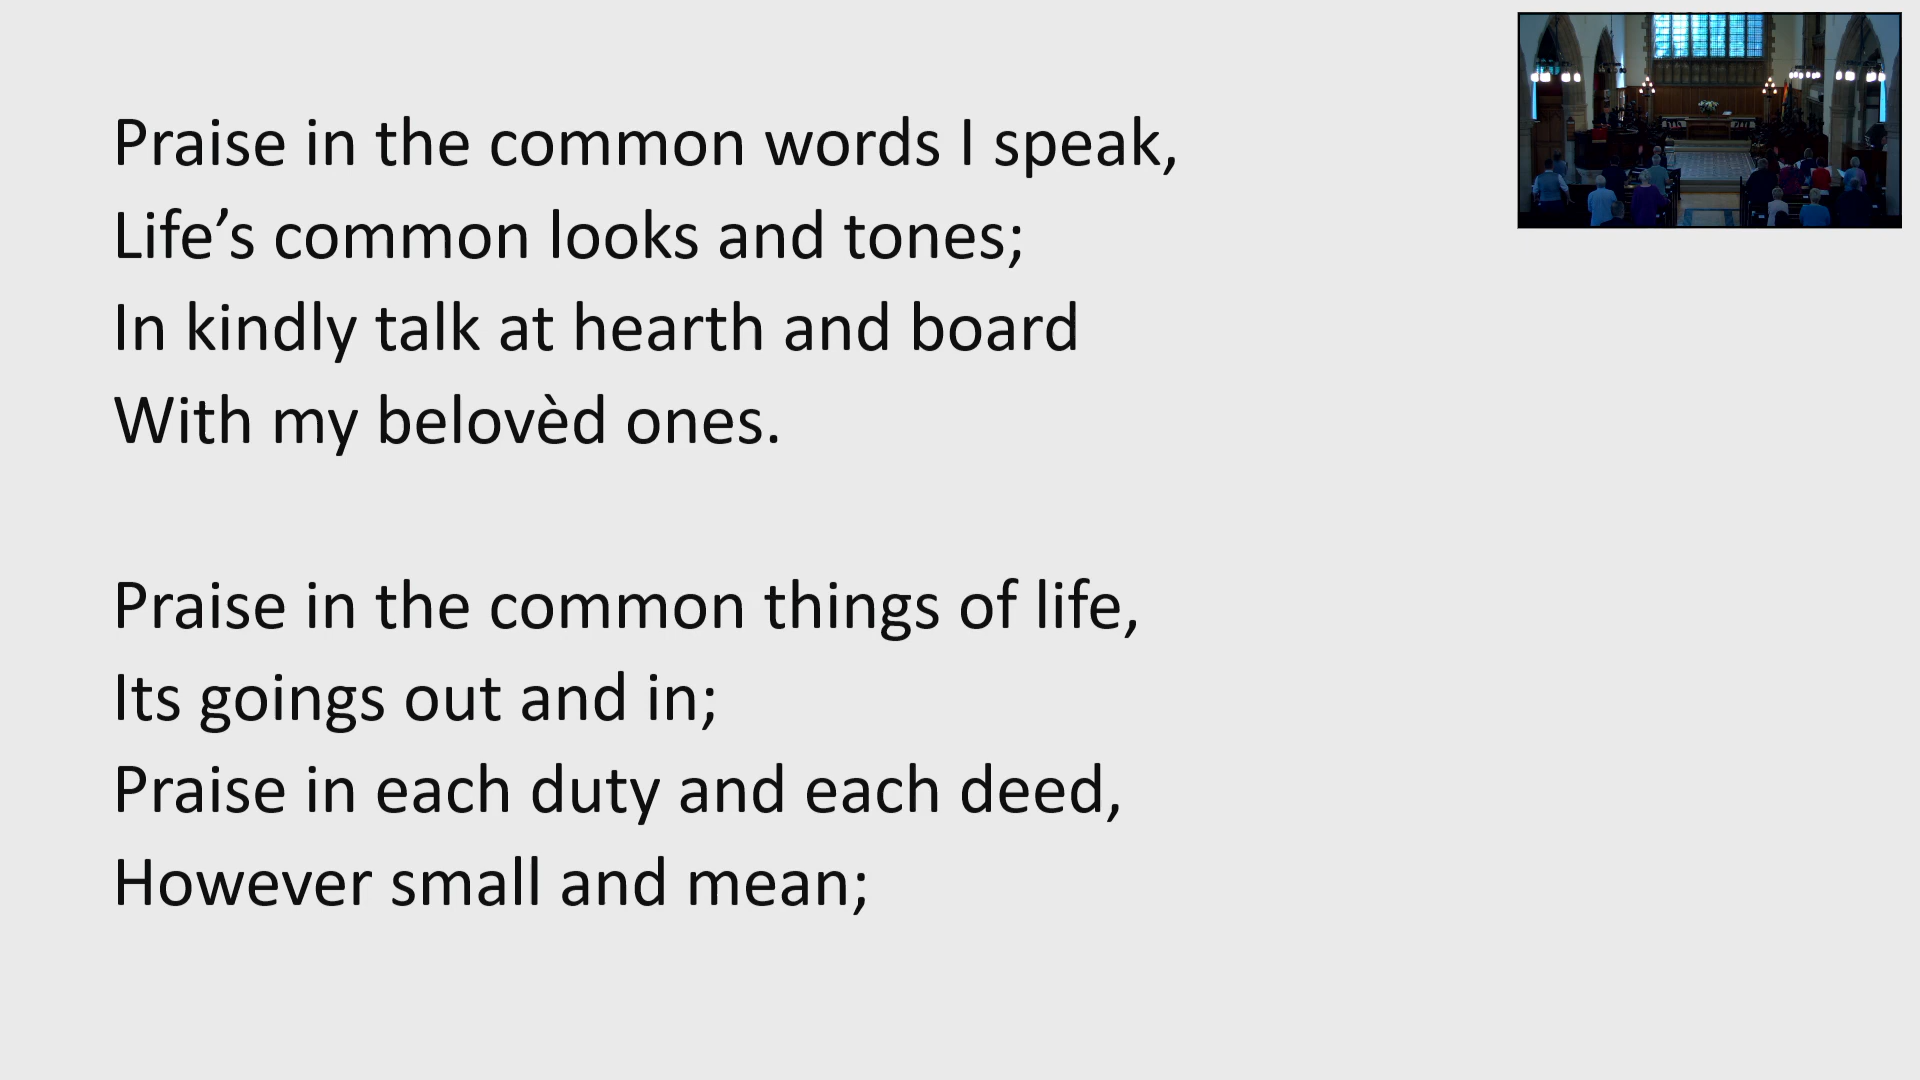 Praise in the common words I speak,
Life’s common looks and tones;
In kindly talk at hearth and board
With my belovèd ones.
Praise in the common things of life,
Its goings out and in;
Praise in each duty and each deed,
However small and mean;